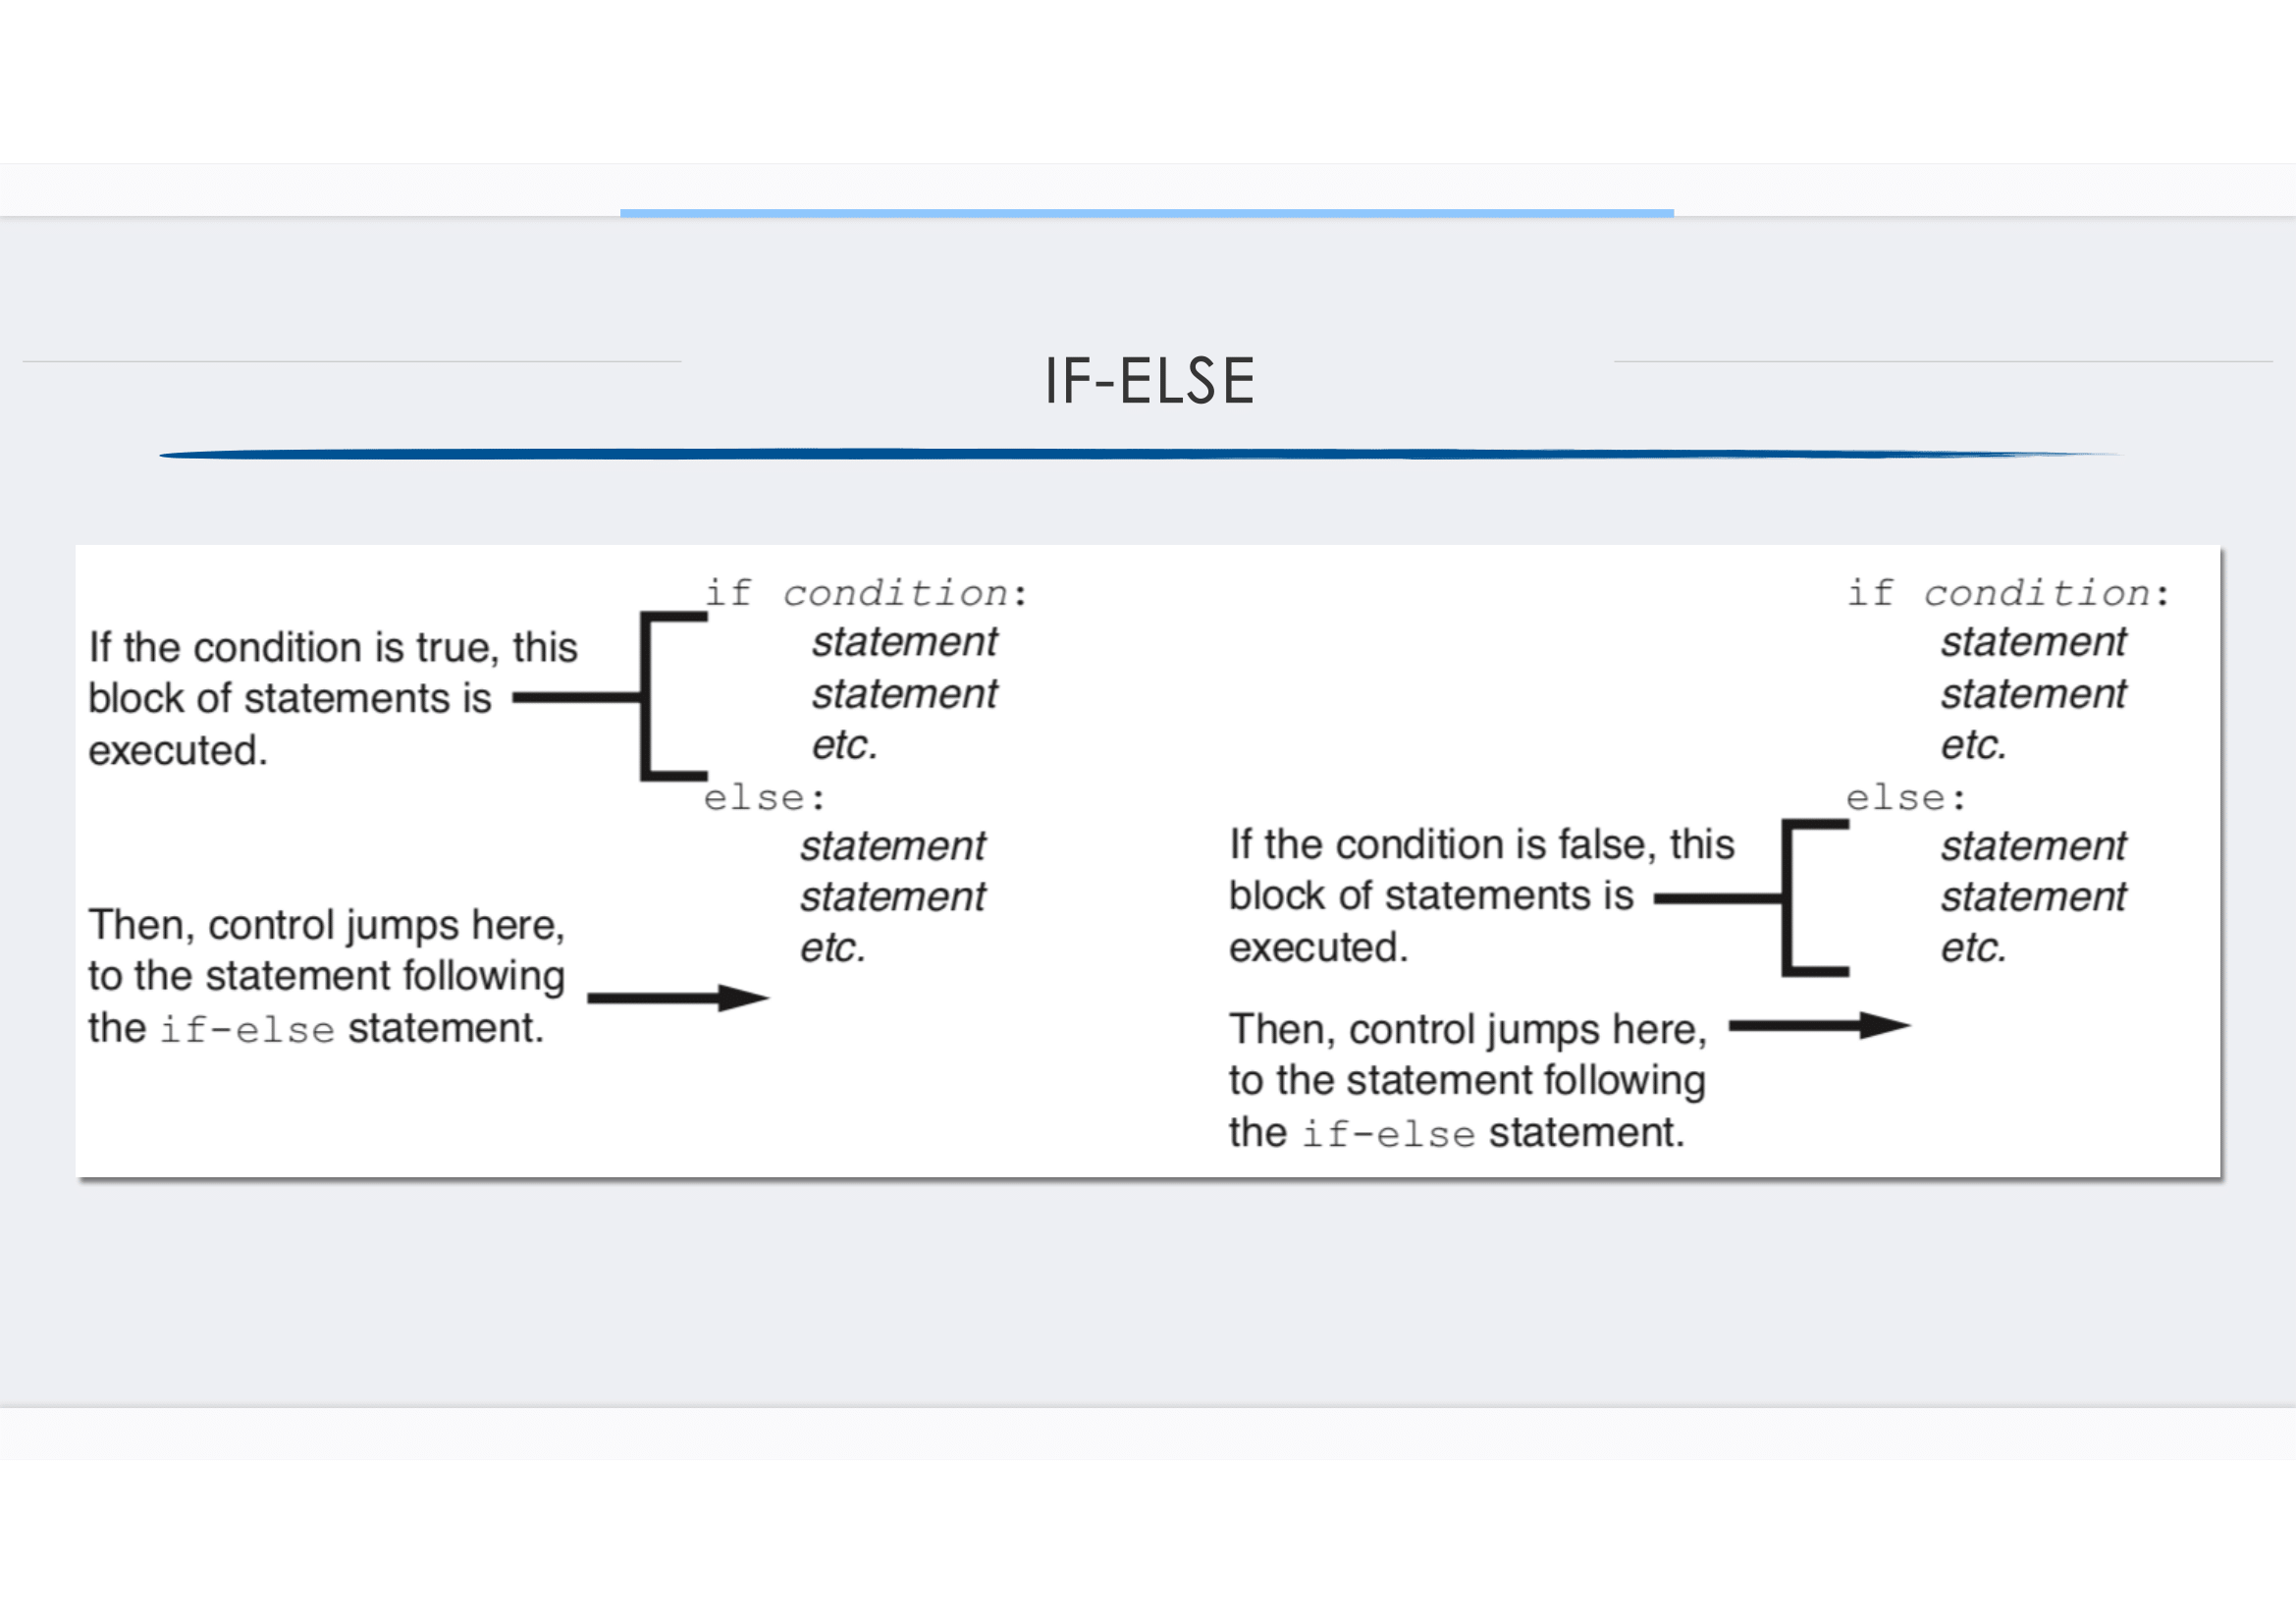 IF-ELSE
if condition:
If the condition is true, this
statement
block of statements is
statement
executed.
etc.
else:
statement
statement
Then, control jumps here,
etc.
to the statement following
the if-else statement.
if condition:
statement
statement
etc.
else:
If the condition is false, this
statement
block of statements is
statement
executed.
etc.
Then, control jumps here,
to the statement following
the if-else statement.